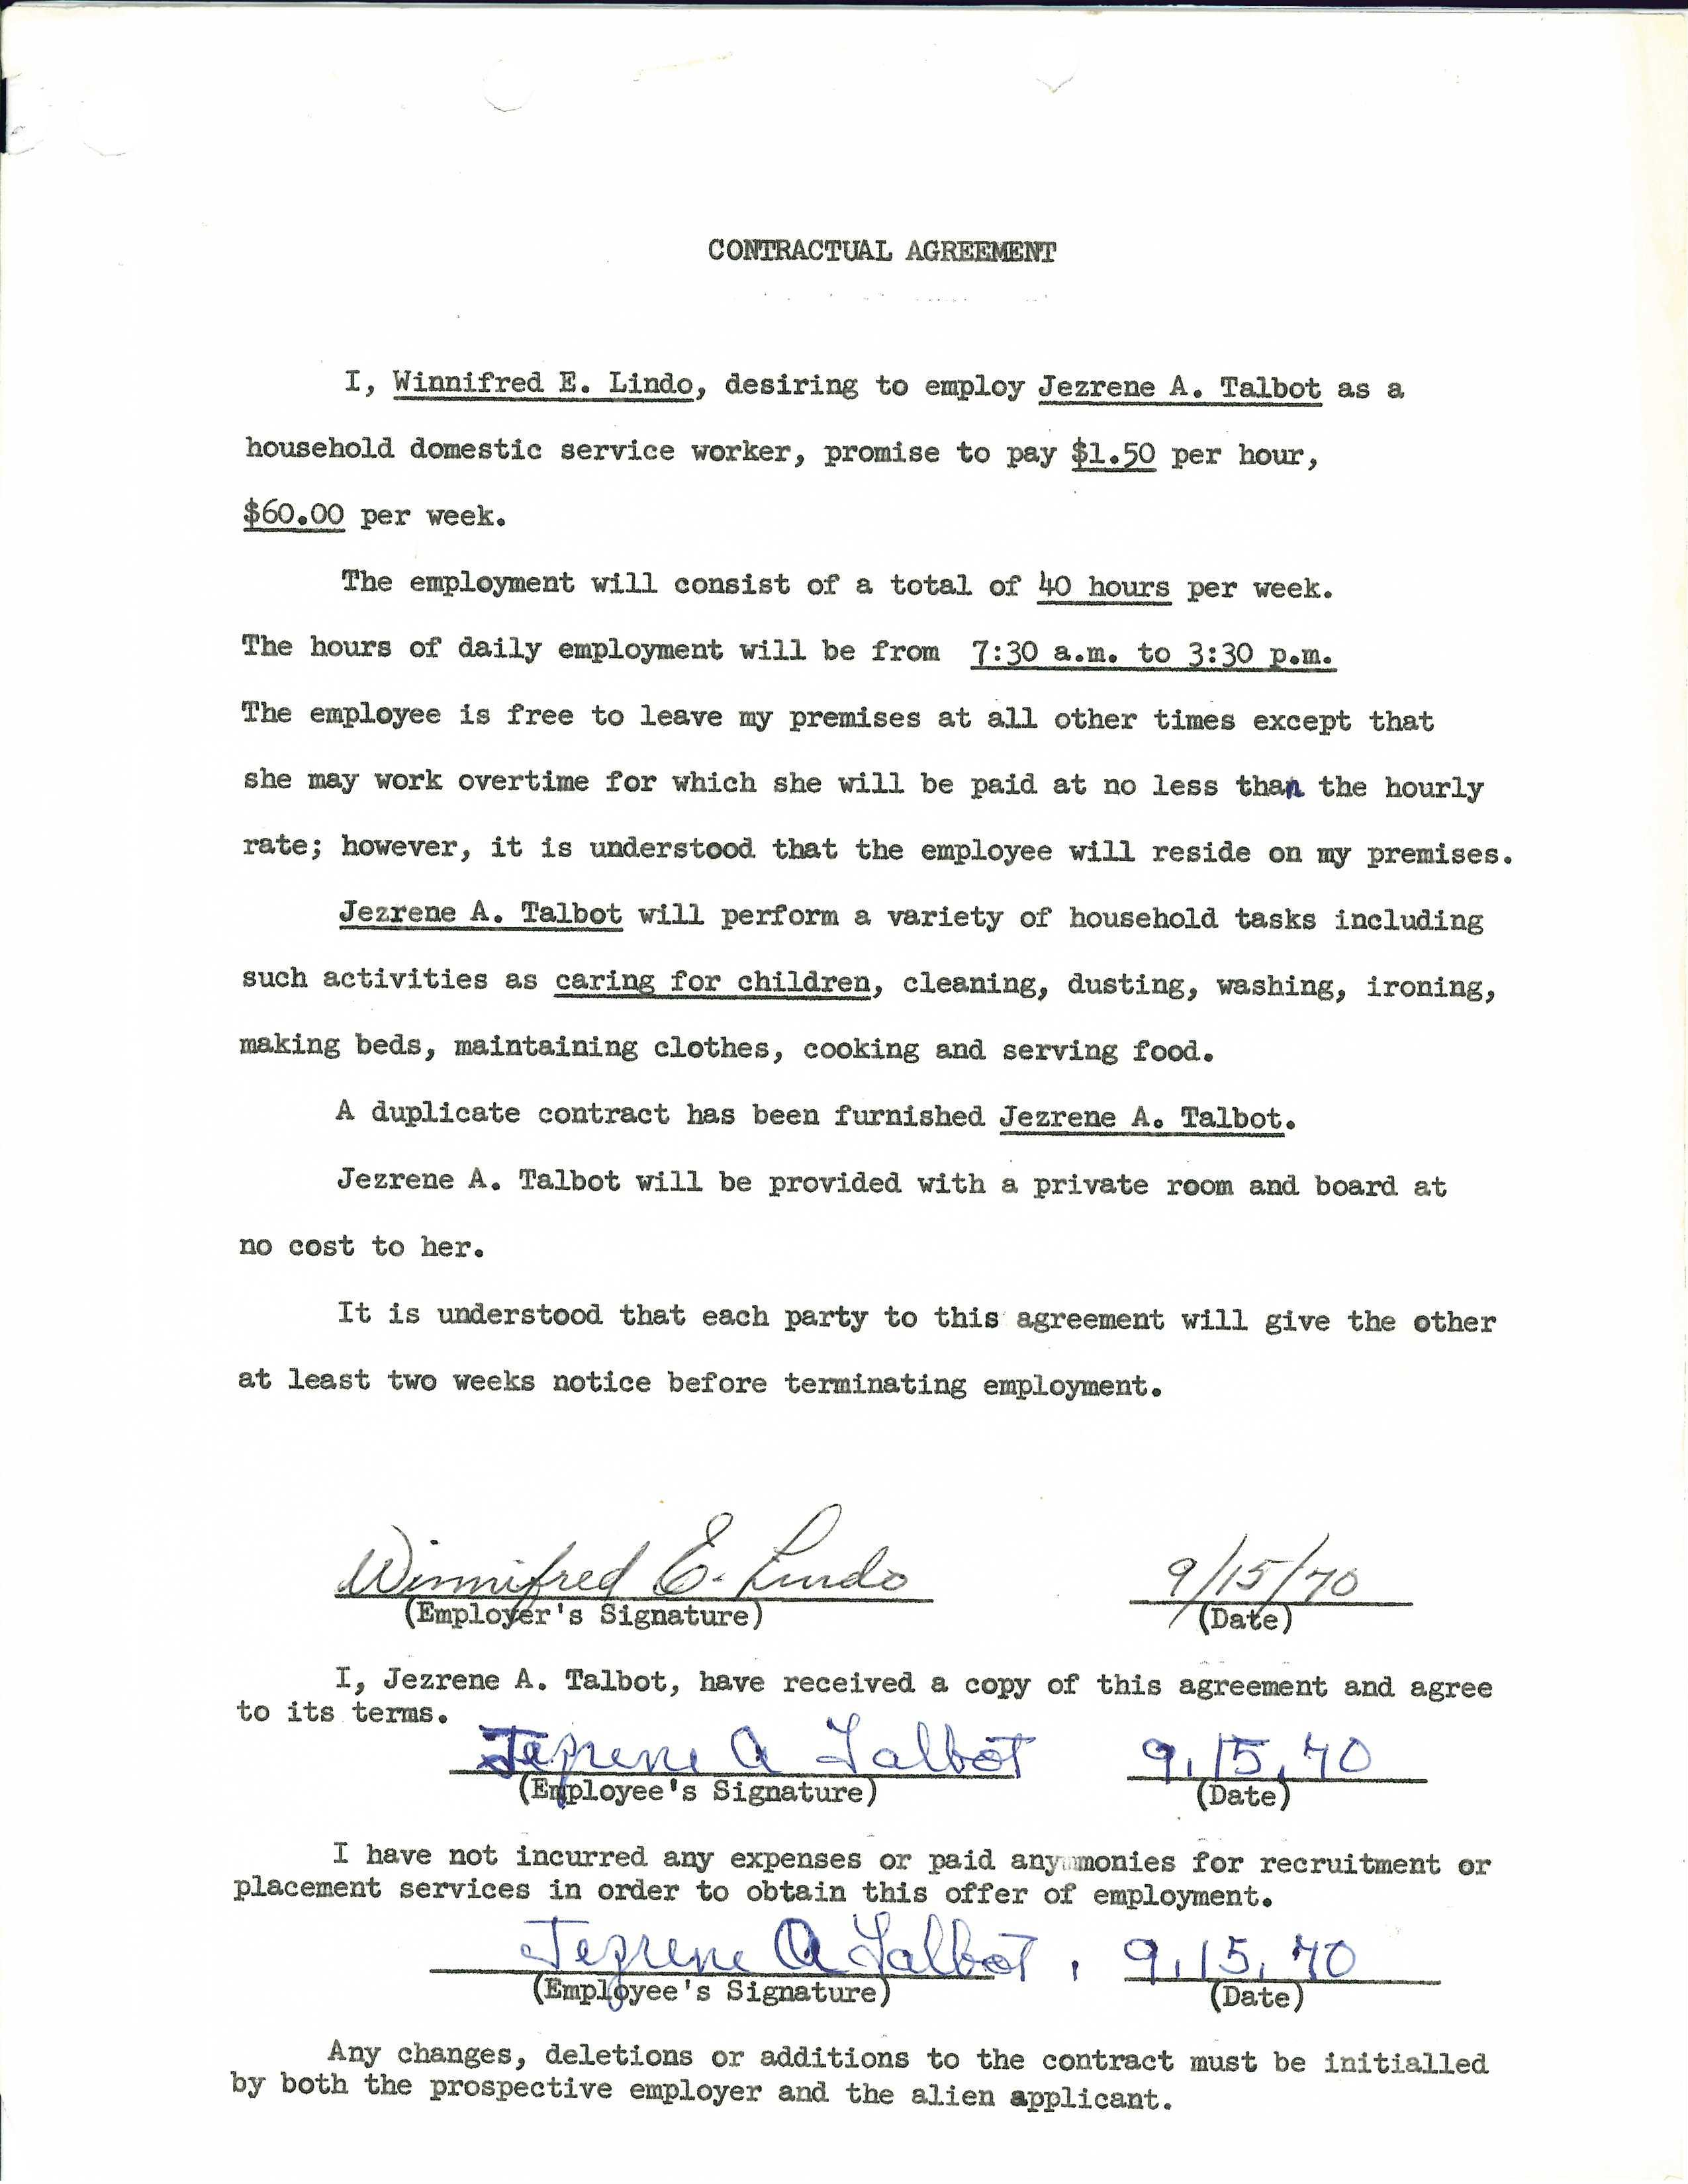 CONTRACTUAL AGREEMENT
I, Winnifred E. Lindo, desiring to employ Jezrene A. Talbot as a
household domestic service worker, promise to pay $1.50 per hour,
$60.00 per week.
The employment will consist of a total of 40 hours per week.
The hours of daily employment will be from 7:30 a.m. to 3:30 p.m.
The employee is free to leave my premises at all other times except that
she may work overtime for which she will be paid at no less than the hourly
rate; however, it is understood that the employee will reside on my premises.
Jezrene A. Talbot will perform a variety of household tasks including
such activities as caring for children, cleaning, dusting, washing, ironing,
making beds, maintaining clothes, cooking and serving food.
A duplicate contract has been furnished Jezrene A. Talbot.
Jezrene A. Talbot will be provided with a private room and board at
no cost to her.
It is understood that each party to this agreement will give the other
at least two weeks notice before terminating employment.
Winnifred E. Lindo 9/15/70
(Employer's Signature) (Date)
I, Jezrene A. Talbot, have received a copy of this agreement and agree
to its terms.
Jezrene A Talbot 9, 15, 70
(Employee's Signature) (Date)
I have not incurred any expenses or paid any monies for recruitment or
placement services in order to obtain this offer of employment.
Jezrene A Talbot, 9, 15, 70
(Employee's Signature) (Date)
Any changes, deletions or additions to the contract must be initialled
by both the prospective employer and the alien applicant.